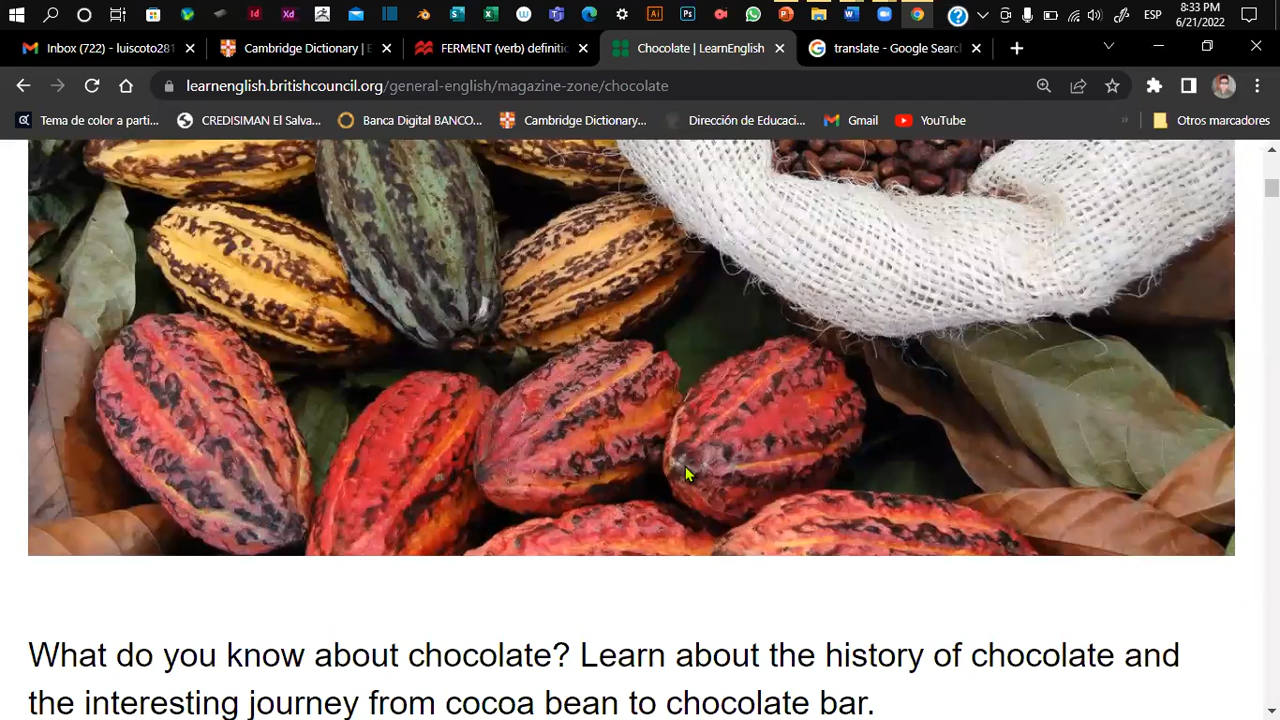 8:33 PM
ESP
6/21/2022
Inbox (722) - luiscoto281
Cambridge Dictionary | E
FERMENT (verb) definitic
Chocolate | LearnEnglish
translate - Google Search
learnenglish.britishcouncil.org/general-english/magazine-zone/chocolate
Tema de color a parti...
CREDISIMAN El Salva...
Banca Digital BANCO...
Cambridge Dictionary...
Dirección de Educaci...
Gmail
YouTube
Otros marcadores
What do you know about chocolate? Learn about the history of chocolate and
the interesting journey from cocoa bean to chocolate bar.